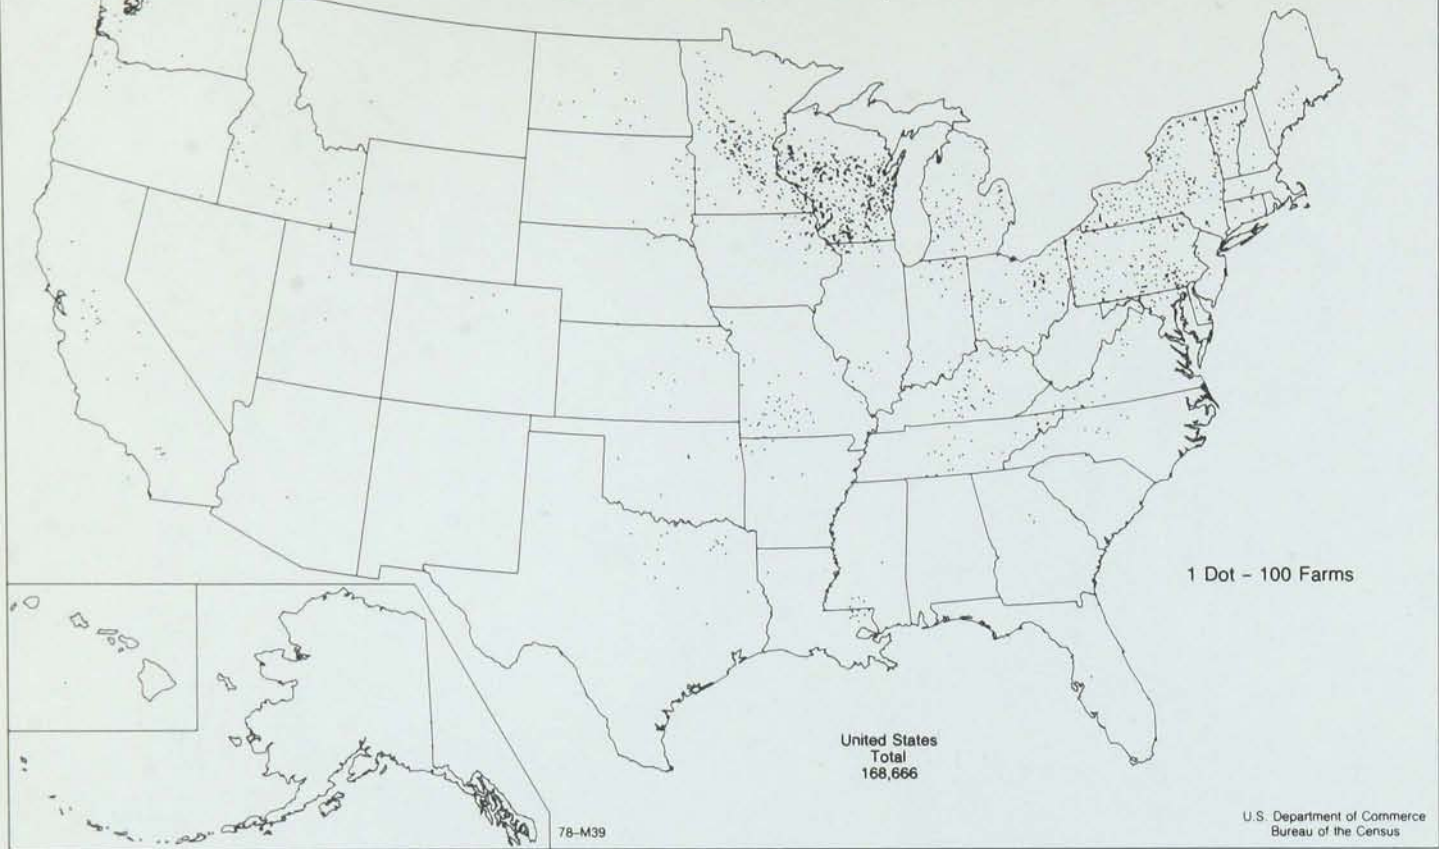 1 Dot – 100 Farms
United States
Total
168,666
78–M39
U.S. Department of Commerce
Bureau of the Census